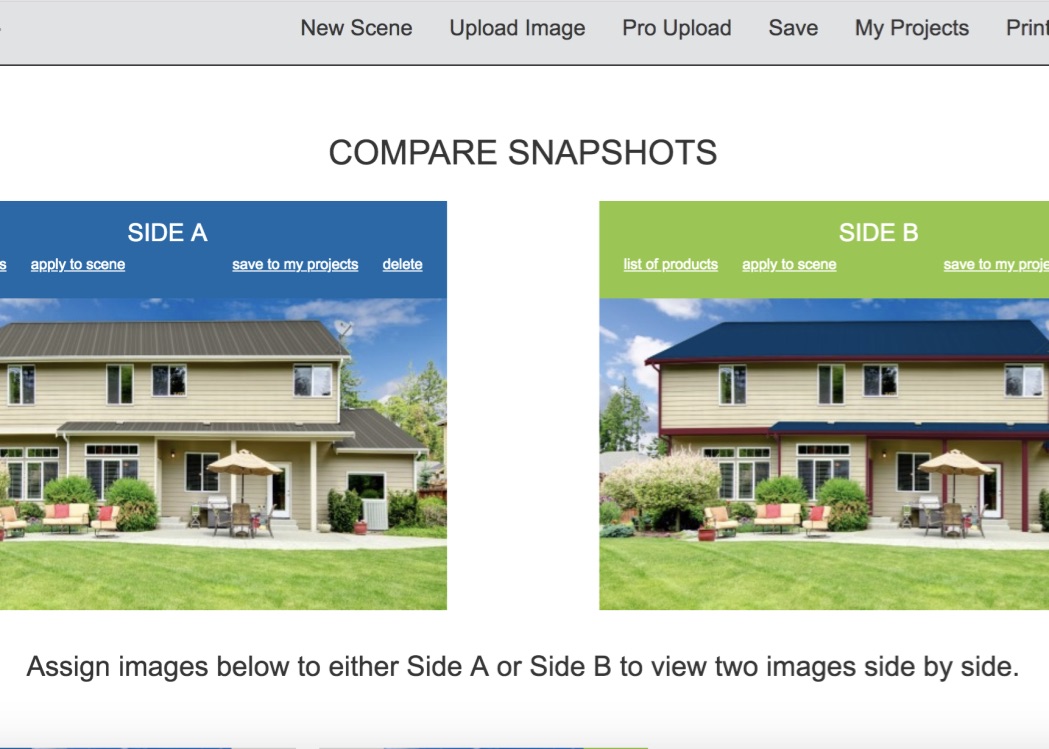 New Scene Upload Image Pro Upload Save My Projects Print
COMPARE SNAPSHOTS
SIDE A
s apply to scene save to my projects delete
SIDE B
list of products apply to scene save to my proje
Assign images below to either Side A or Side B to view two images side by side.